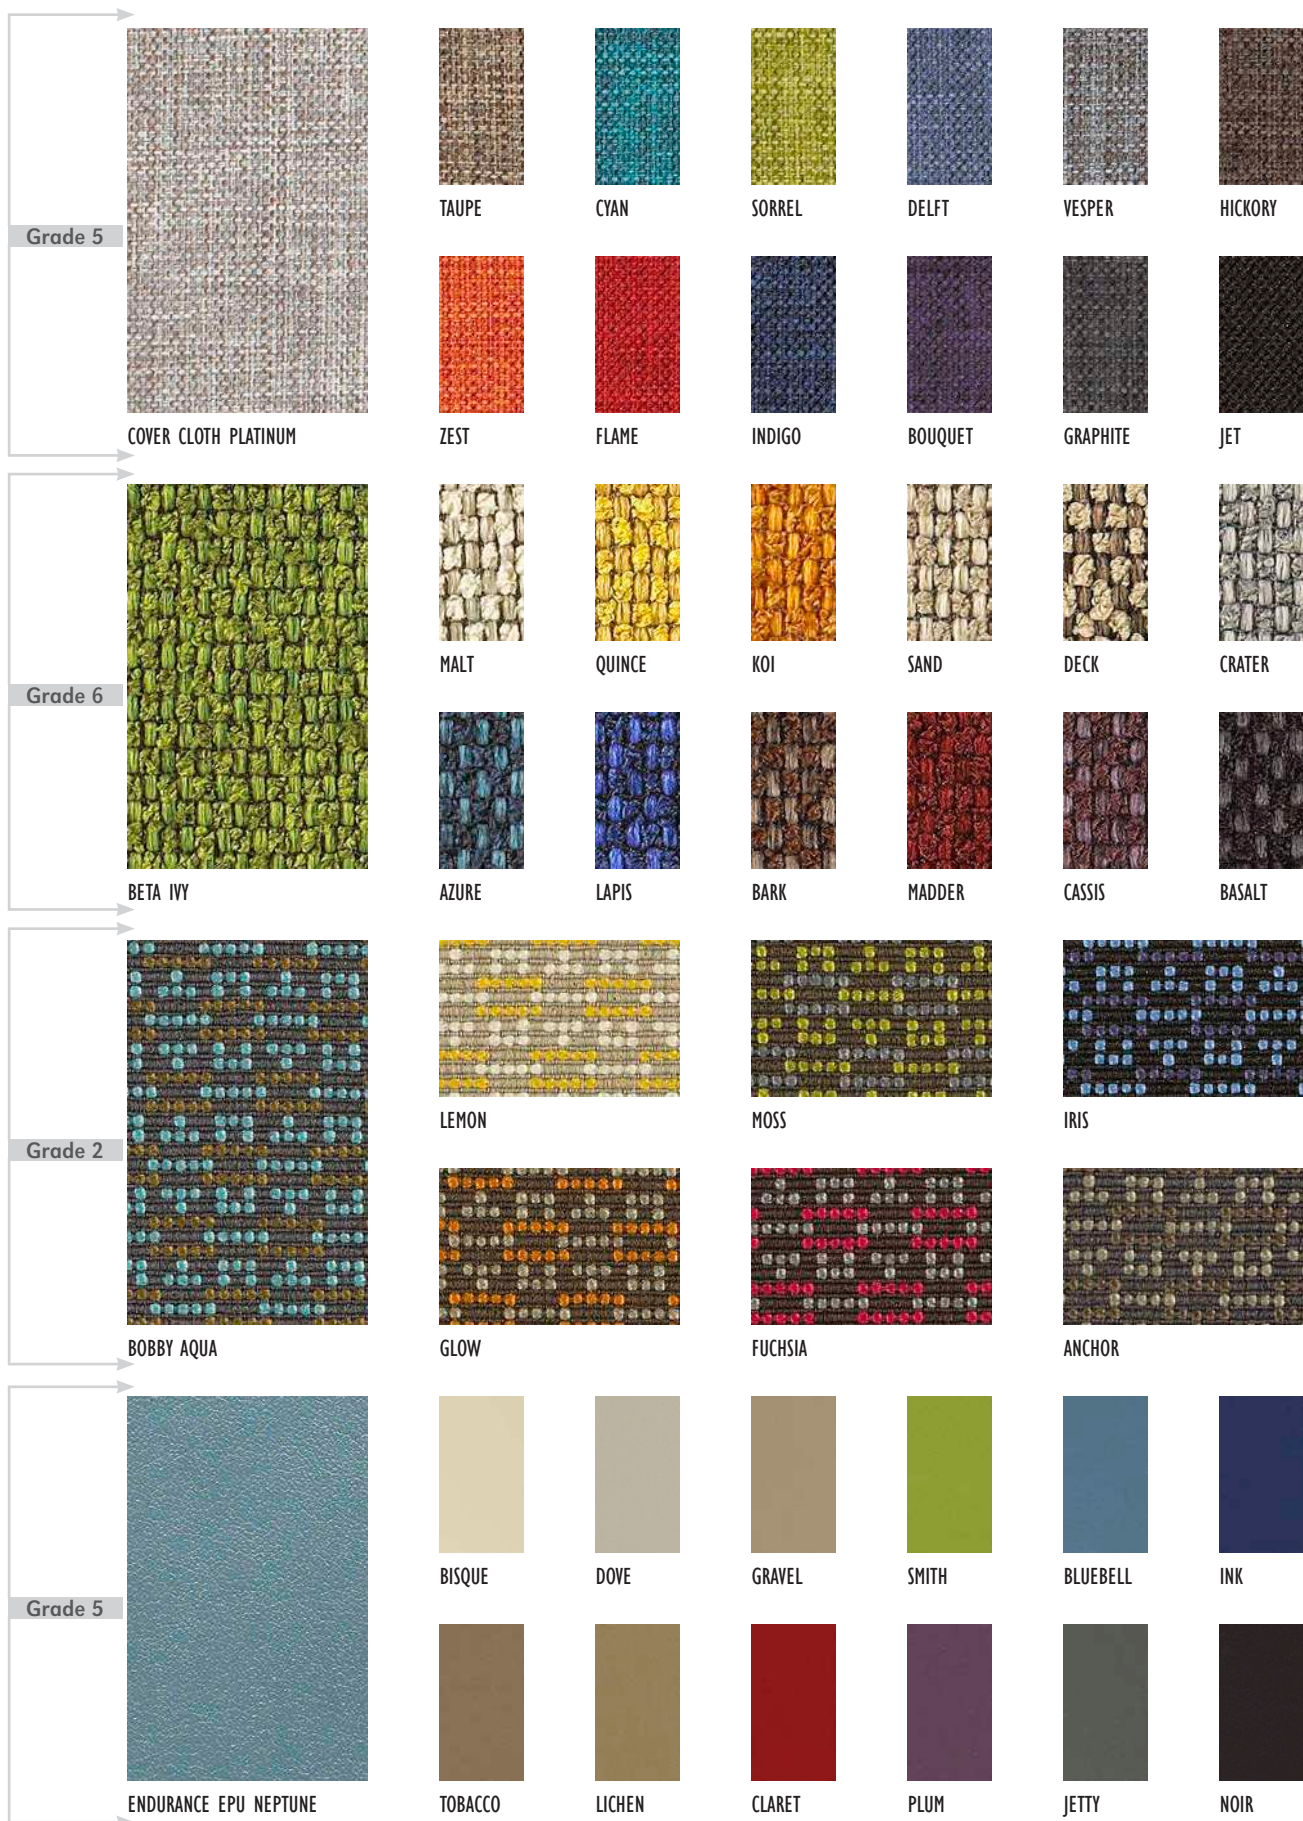 TAUPE CYAN SORREL DELFT VESPER HICKORY
Grade 5
COVER CLOTH PLATINUM ZEST FLAME INDIGO BOUQUET GRAPHITE JET
MALT QUINCE KOI SAND DECK CRATER
Grade 6
BETA IVY AZURE LAPIS BARK MADDER CASSIS BASALT
LEMON MOSS IRIS
Grade 2
BOBBY AQUA GLOW FUCHSIA ANCHOR
BISQUE DOVE GRAVEL SMITH BLUEBELL INK
Grade 5
ENDURANCE EPU NEPTUNE TOBACCO LICHEN CLARET PLUM JETTY NOIR